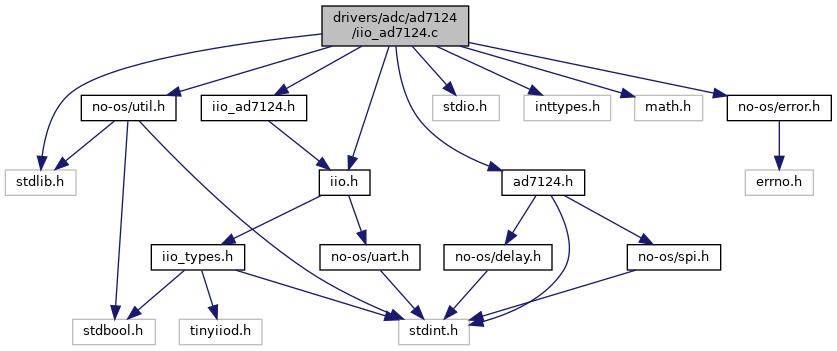 drivers/adc/ad7124
/iio_ad7124.c
no-os/util.h
iio_ad7124.h
stdio.h
inttypes.h
math.h
no-os/error.h
stdlib.h
iio.h
ad7124.h
errno.h
iio_types.h
no-os/uart.h
no-os/delay.h
no-os/spi.h
stdbool.h
tinyiiod.h
stdint.h